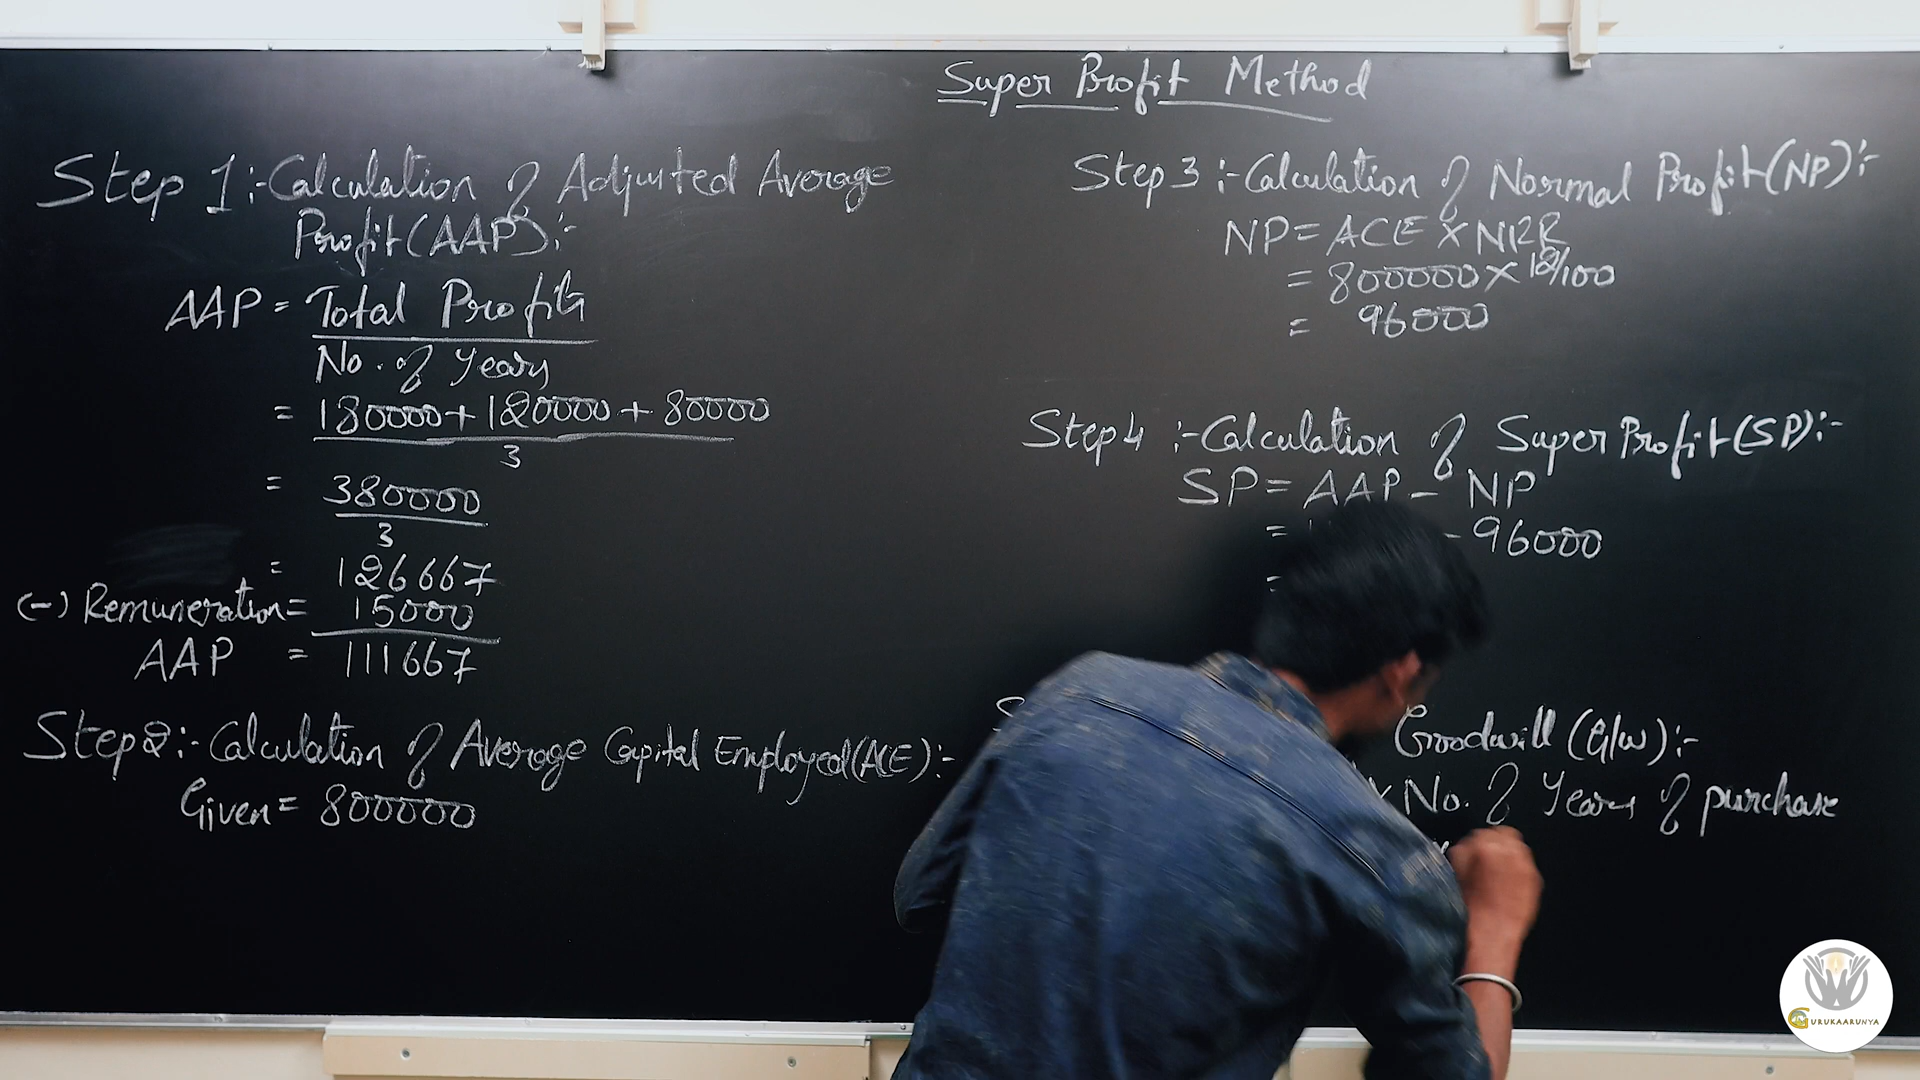 Super Profit Method
Step 1:- Calculation of Adjusted Average
Profit (AAP):-
AAP = Total Profits
No. of Years
= 180000 + 120000 + 80000
3
= 380000
3
= 126667
(-) Remuneration = 15000
AAP = 111667
Step 2:- Calculation of Average Capital Employed (ACE):-
Given = 800000
Step 3 :- Calculation of Normal Profit (NP):-
NP = ACE × NRR
= 800000 × 12/100
= 96000
Step 4 :- Calculation of Super Profit (SP):-
SP = AAP - NP
= - 96000
=
Goodwill (G/w):-
× No. of Years of purchase
GURUKAARUNYA